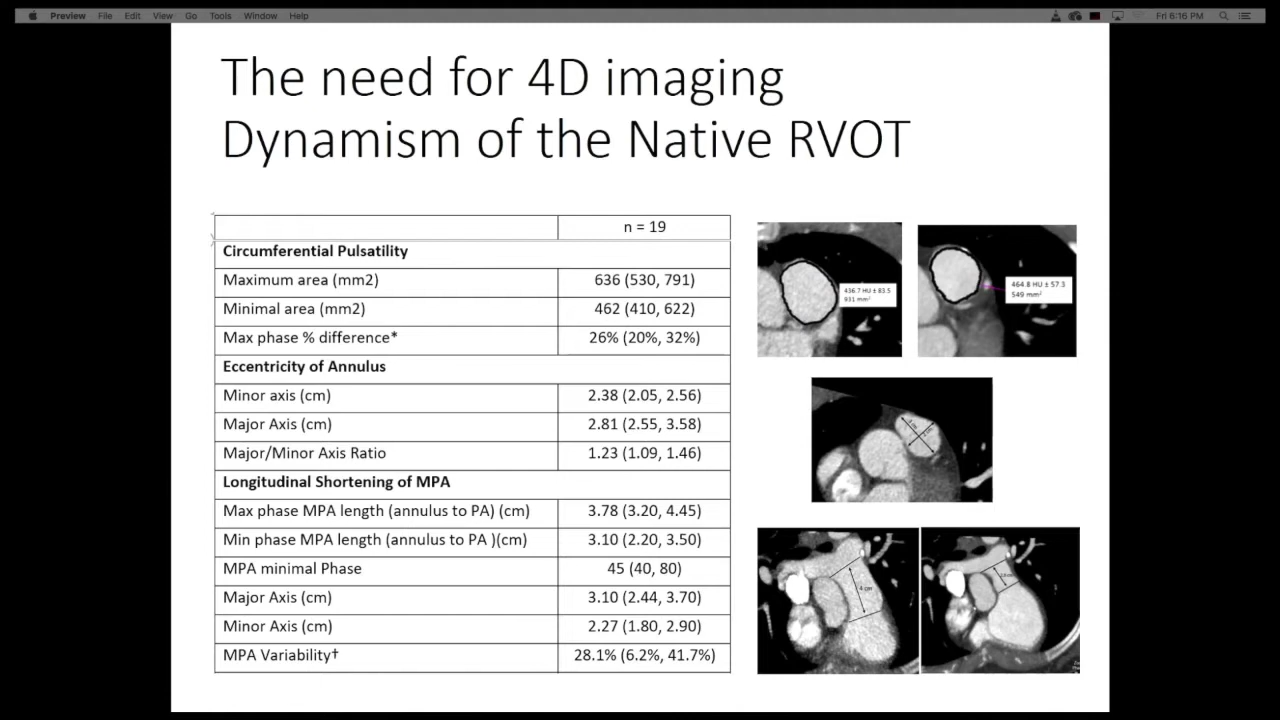 Preview File Edit View Go Tools Window Help Fri 6:16 PM
The need for 4D imaging
Dynamism of the Native RVOT
n = 19
Circumferential Pulsatility
Maximum area (mm2) 636 (530, 791)
Minimal area (mm2) 462 (410, 622)
Max phase % difference* 26% (20%, 32%)
Eccentricity of Annulus
Minor axis (cm) 2.38 (2.05, 2.56)
Major Axis (cm) 2.81 (2.55, 3.58)
Major/Minor Axis Ratio 1.23 (1.09, 1.46)
Longitudinal Shortening of MPA
Max phase MPA length (annulus to PA) (cm) 3.78 (3.20, 4.45)
Min phase MPA length (annulus to PA )(cm) 3.10 (2.20, 3.50)
MPA minimal Phase 45 (40, 80)
Major Axis (cm) 3.10 (2.44, 3.70)
Minor Axis (cm) 2.27 (1.80, 2.90)
MPA Variability† 28.1% (6.2%, 41.7%)
436.7 HU ± 83.5
931 mm²
464.8 HU ± 57.3
549 mm²
4 cm